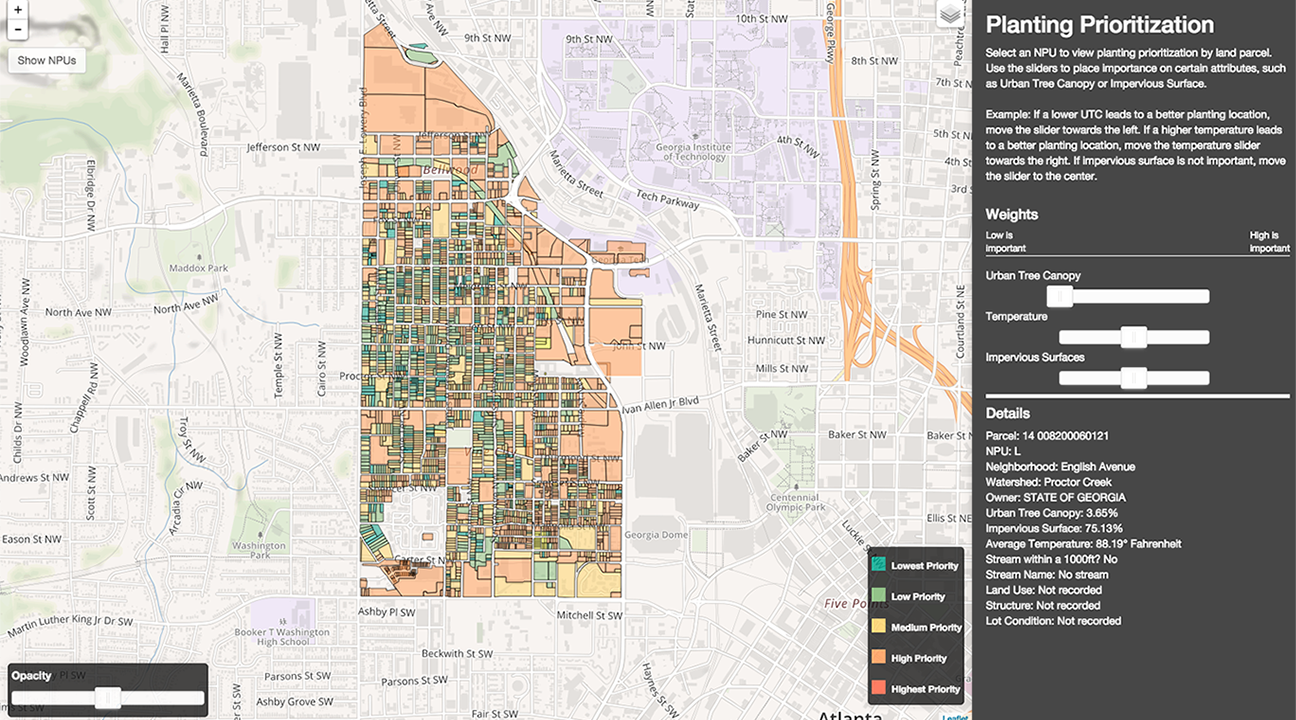 +
-
Show NPUs
Hall Pl NW
Ave NW
10th St NW
9th St NW
9th St NW
George Pkwy
8th St NW
7th St N
Marietta Boulevard
Jefferson St NW
Jefferson St NW
Elbridge Dr NW
Joseph E. Lowery Blvd
Bellwood
Georgia Institute
of Technology
4th St NW
5th St N
4th St
3rd S
Spring St NW
Marietta Street
Tech Parkway
Maddox Park
North Ave NW
North Ave NW
Woodlawn Ave NW
Temple St NW
Cairo St NW
Marietta Street
Pine St NW
Hunnicutt St NW
Mills St NW
Courtland St NE
John St NW
Chappell Rd NW
Childs Dr NW
Troy St NW
Ivan Allen Jr Blvd
Baker St NW
Baker St NW
Baker St N
Andrews St NW
Scott St NW
Arcadia Cir NW
Centennial
Olympic Park
Ellis St NE
Luckie S
Eason St NW
Washington
Park
Georgia Dome
Carter St N
Ashby Pl SW
Mitchell St SW
Five Points
Martin Luther King Jr Dr SW
Booker T Washington
High School
Beckwith St SW
Parsons St SW
Parsons St SW
Ashby Grove SW
Fair St SW
Haynes St SW
Atlanta
Leaflet
Opacity
Lowest Priority
Low Priority
Medium Priority
High Priority
Highest Priority
Planting Prioritization
Select an NPU to view planting prioritization by land parcel.
Use the sliders to place importance on certain attributes, such
as Urban Tree Canopy or Impervious Surface.
Example: If a lower UTC leads to a better planting location,
move the slider towards the left. If a higher temperature leads
to a better planting location, move the temperature slider
towards the right. If impervious surface is not important, move
the slider to the center.
Weights
Low is
important
High is
important
Urban Tree Canopy
Temperature
Impervious Surfaces
Details
Parcel: 14 008200060121
NPU: L
Neighborhood: English Avenue
Watershed: Proctor Creek
Owner: STATE OF GEORGIA
Urban Tree Canopy: 3.65%
Impervious Surface: 75.13%
Average Temperature: 88.19° Fahrenheit
Stream within a 1000ft? No
Stream Name: No stream
Land Use: Not recorded
Structure: Not recorded
Lot Condition: Not recorded